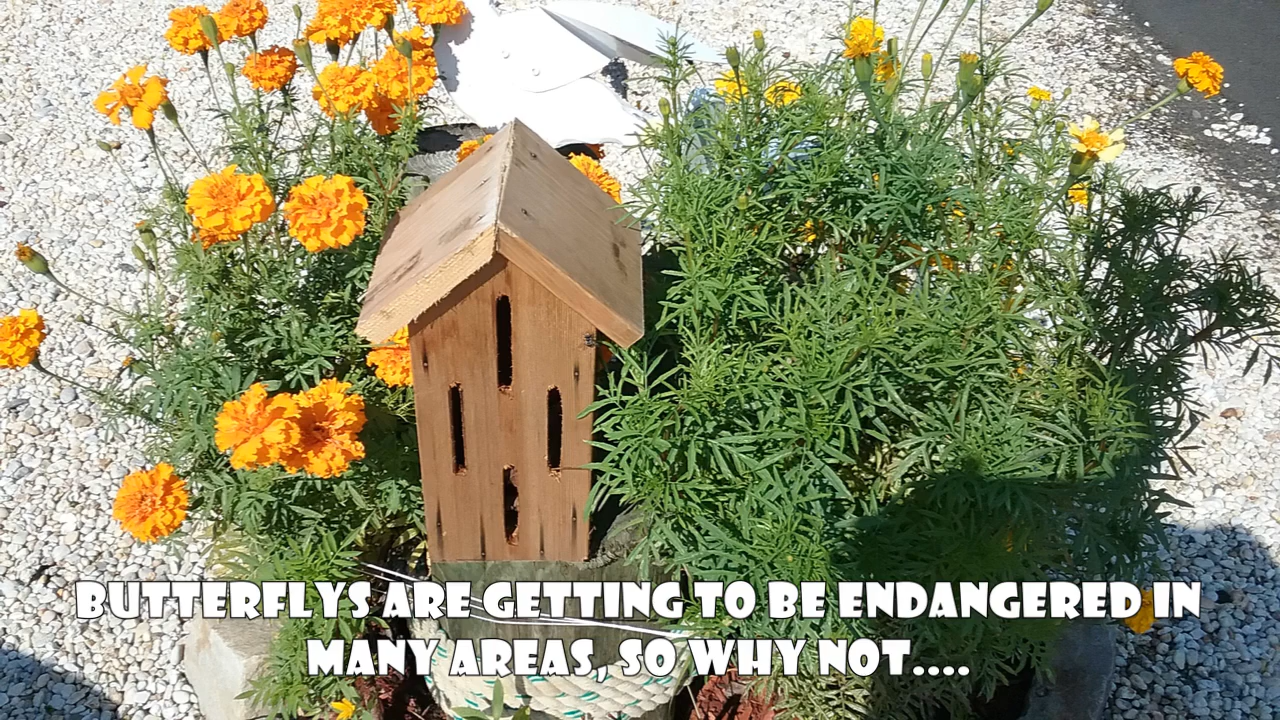 BUTTERFLYS ARE GETTING TO BE ENDANGERED IN
MANY AREAS, SO WHY NOT....